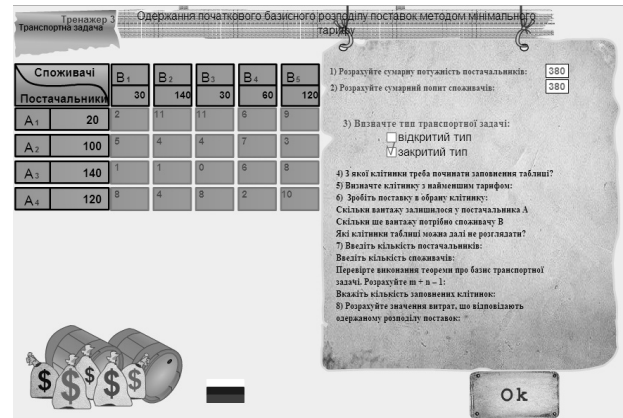 Тренажер 3
Транспортна задача
Одержання початкового базисного розподілу поставок методом мінімального
тарифу
Споживачі
Постачальники
B1 B2 B3 B4 B5
30 140 30 60 120
A1 20 2 11 11 6 9
A2 100 5 4 4 7 3
A3 140 1 1 0 6 8
A4 120 8 4 8 2 10
1) Розрахуйте сумарну потужність постачальників: 380
2) Розрахуйте сумарний попит споживачів: 380
3) Визначте тип транспортної задачі:
відкритий тип
закритий тип
4) З якої клітинки треба починати заповнення таблиці?
5) Визначте клітинку з найменшим тарифом:
6) Зробіть поставку в обрану клітинку:
Скільки вантажу залишилося у постачальника А
Скільки ще вантажу потрібно споживачу В
Які клітинки таблиці можна далі не розглядати?
7) Введіть кількість постачальників:
Введіть кількість споживачів:
Перевірте виконання теореми про базис транспортної
задачі. Розрахуйте m + n – 1:
Вкажіть кількість заповнених клітинок:
8) Розрахуйте значення витрат, що відповідають
одержаному розподілу поставок:
$ $ $ $ $
Ok